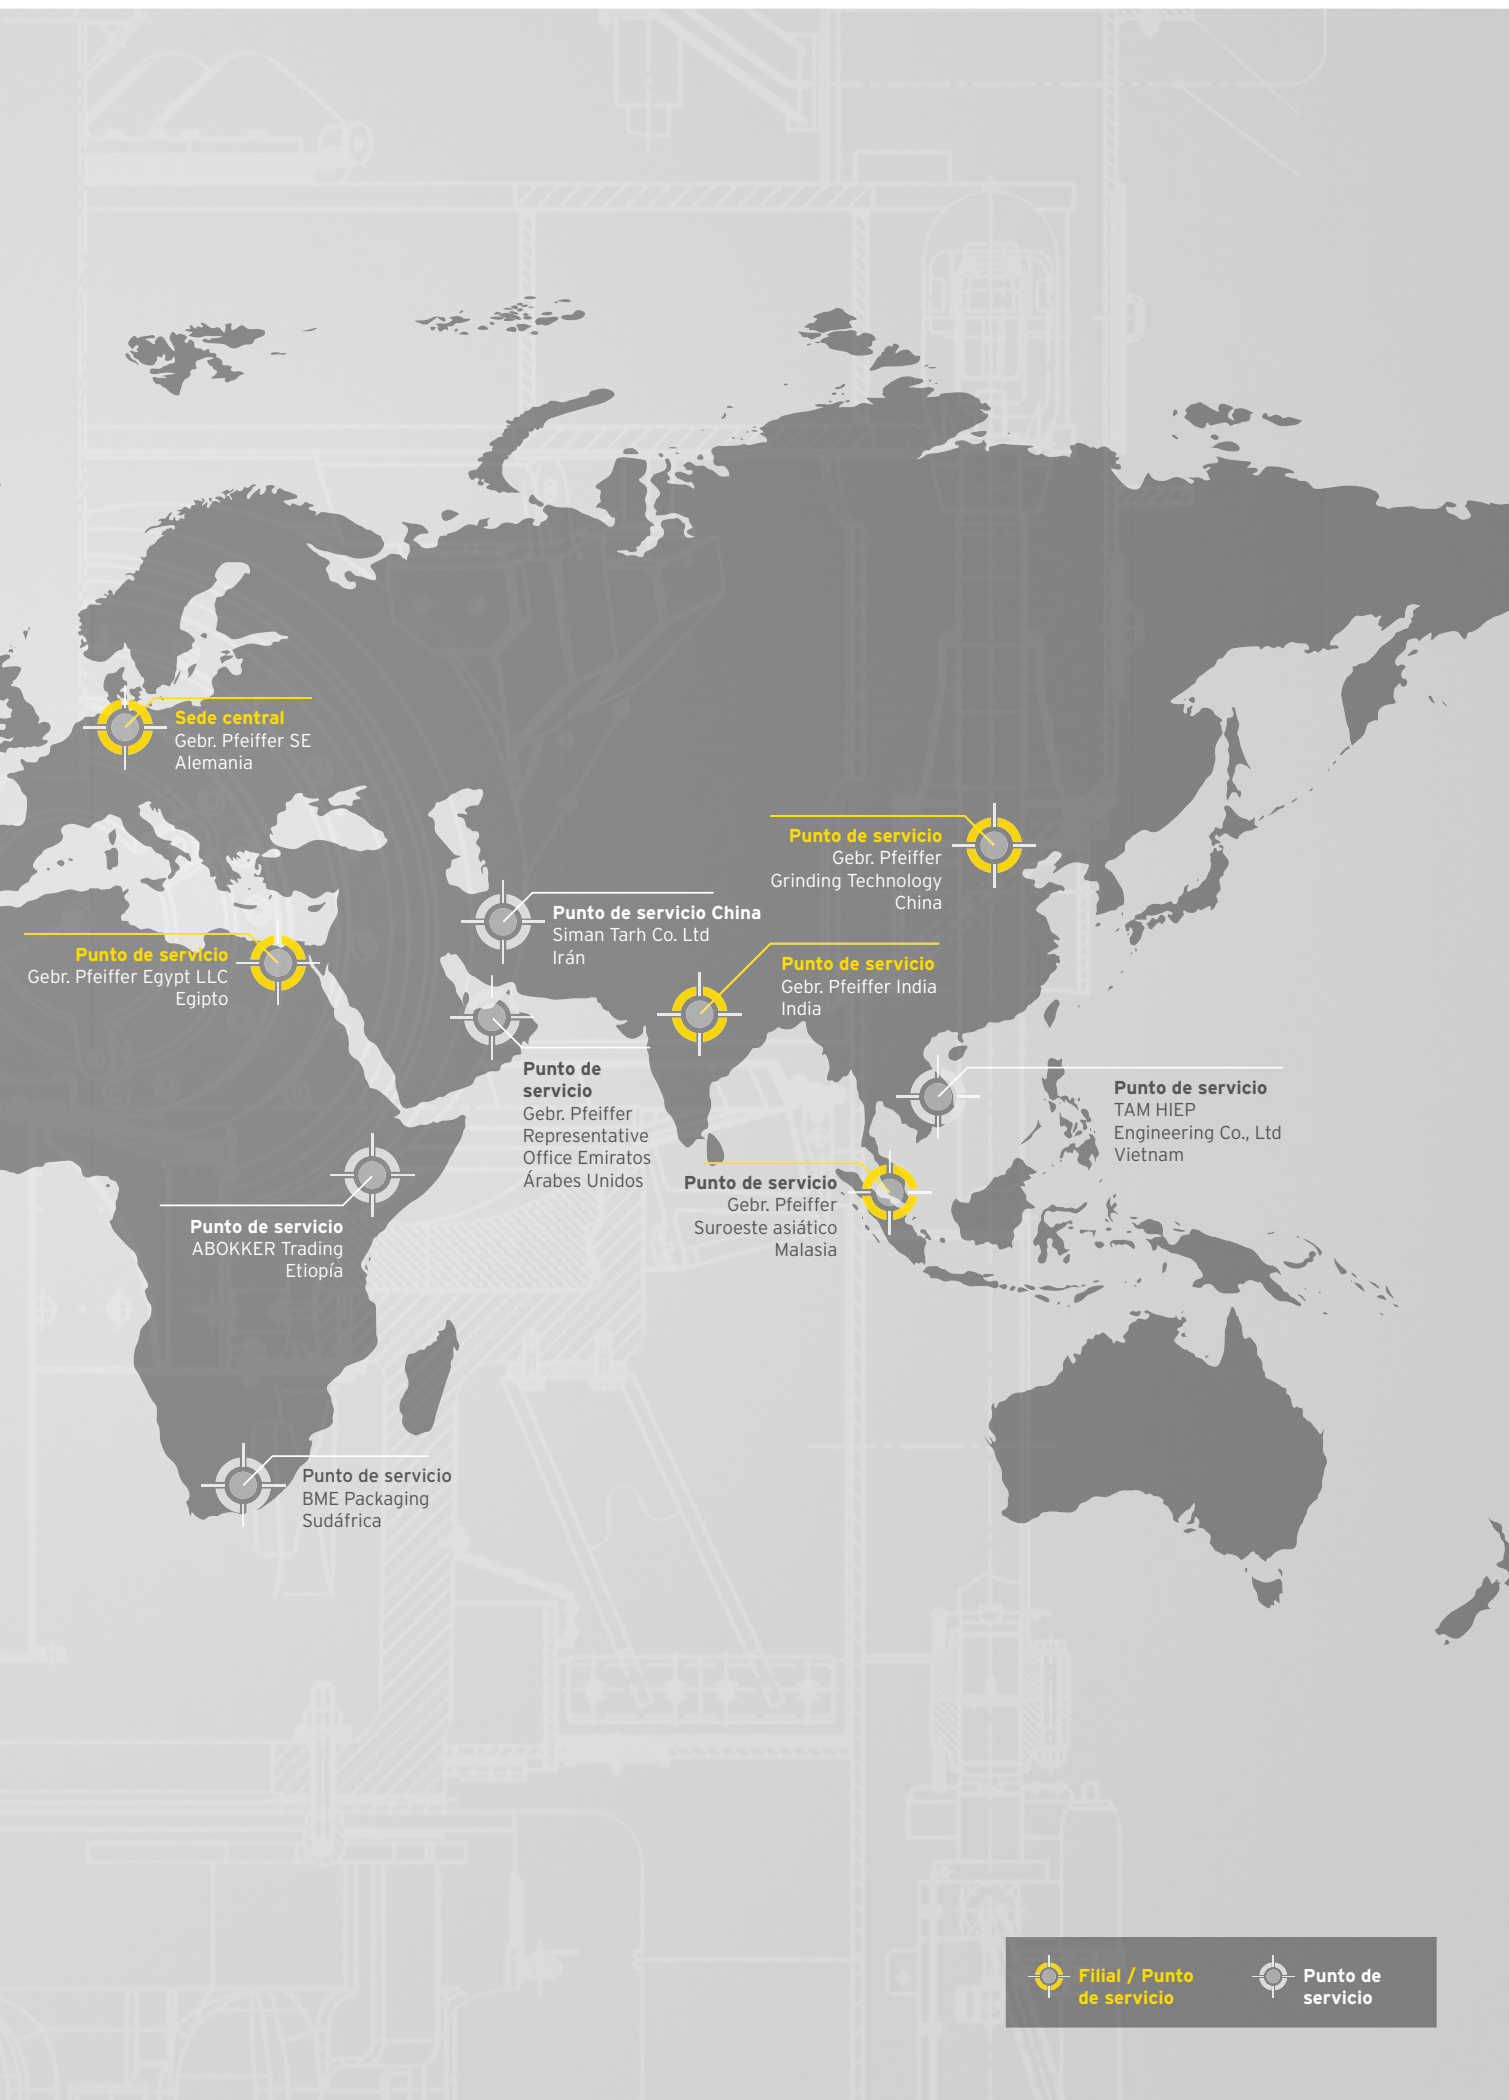 Sede central
Gebr. Pfeiffer SE
Alemania
Punto de servicio
Gebr. Pfeiffer
Grinding Technology
China
Punto de servicio China
Siman Tarh Co. Ltd
Irán
Punto de servicio
Gebr. Pfeiffer Egypt LLC
Egipto
Punto de servicio
Gebr. Pfeiffer India
India
Punto de
servicio
Gebr. Pfeiffer
Representative
Office Emiratos
Árabes Unidos
Punto de servicio
TAM HIEP
Engineering Co., Ltd
Vietnam
Punto de servicio
Gebr. Pfeiffer
Suroeste asiático
Malasia
Punto de servicio
ABOKKER Trading
Etiopía
Punto de servicio
BME Packaging
Sudáfrica
Filial / Punto
de servicio
Punto de
servicio